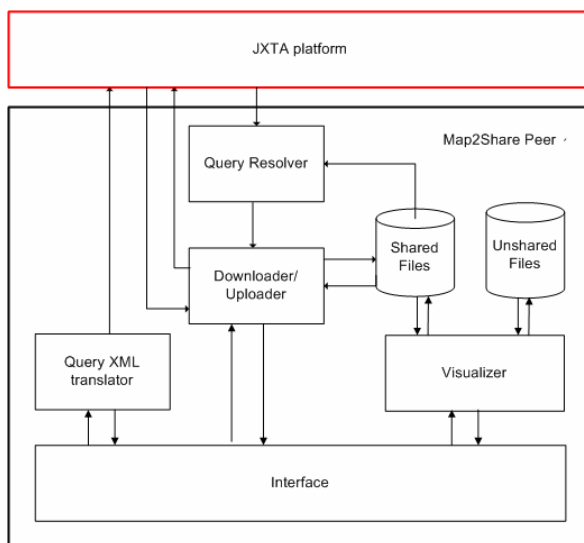 JXTA platform
Map2Share Peer
Query Resolver
Shared
Files
Unshared
Files
Downloader/
Uploader
Query XML
translator
Visualizer
Interface